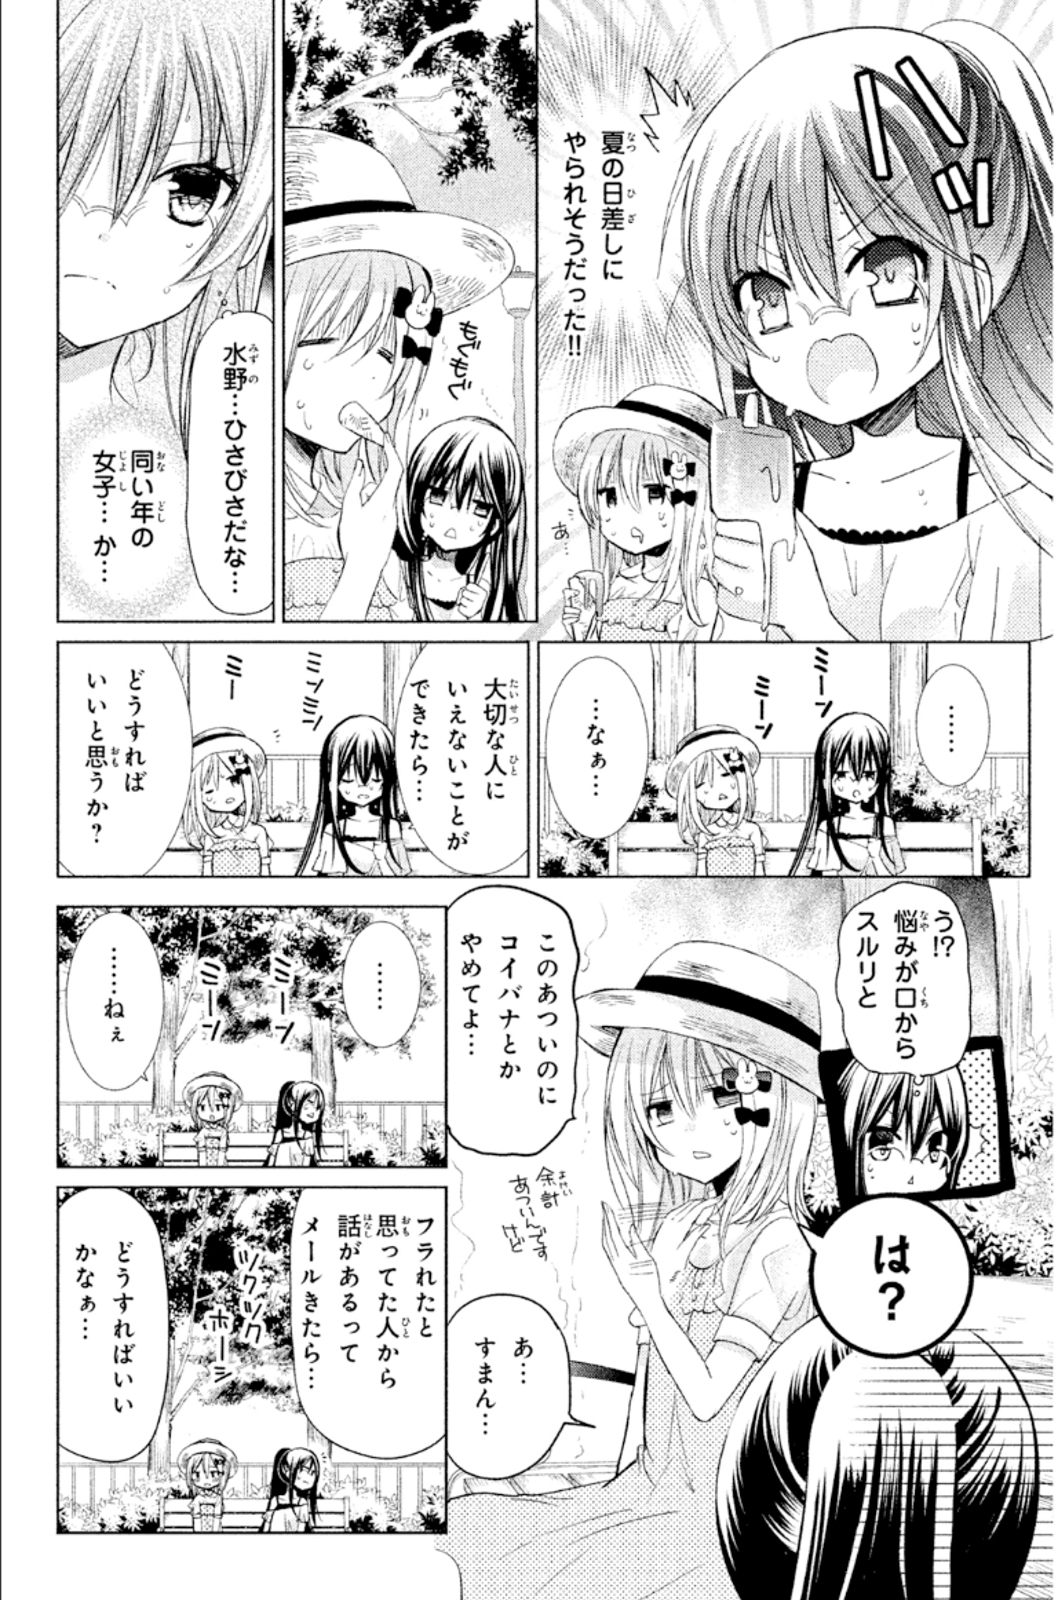 夏の日差しに
やられそうだった!!
あ…
もぐもぐ
水野…ひさびさだな…
同い年の
女子…か…
……
ミーン
ミーン
…なぁ…
大切な人に
いえないことが
できたら…
ミンミン
ミー
どうすれば
いいと思うか?
う!?
悩みが口から
スルリと
は?
このあついのに
コイバナとか
やめてよ…
余計
あついんです
けど
あ…
すまん…
……
ミーン
ミーン
……ねぇ
フラれたと
思ってた人から
話があるって
メールきたら…
ツクツク
ホーシ
どうすればいい
かなぁ…